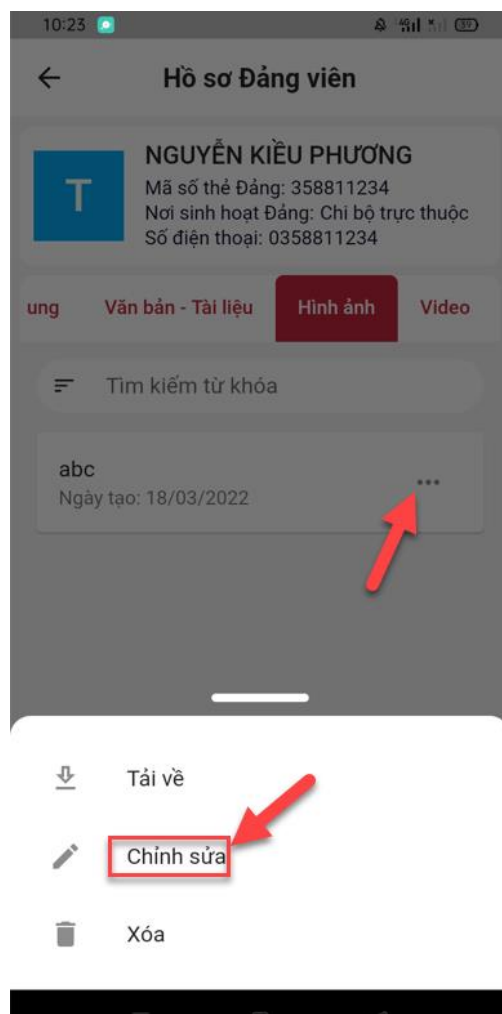 10:23
4G
39
Hồ sơ Đảng viên
T
NGUYỄN KIỀU PHƯƠNG
Mã số thẻ Đảng: 358811234
Nơi sinh hoạt Đảng: Chi bộ trực thuộc
Số điện thoại: 0358811234
ung Văn bản - Tài liệu Hình ảnh Video
Tìm kiếm từ khóa
abc
Ngày tạo: 18/03/2022
Tải về
Chỉnh sửa
Xóa